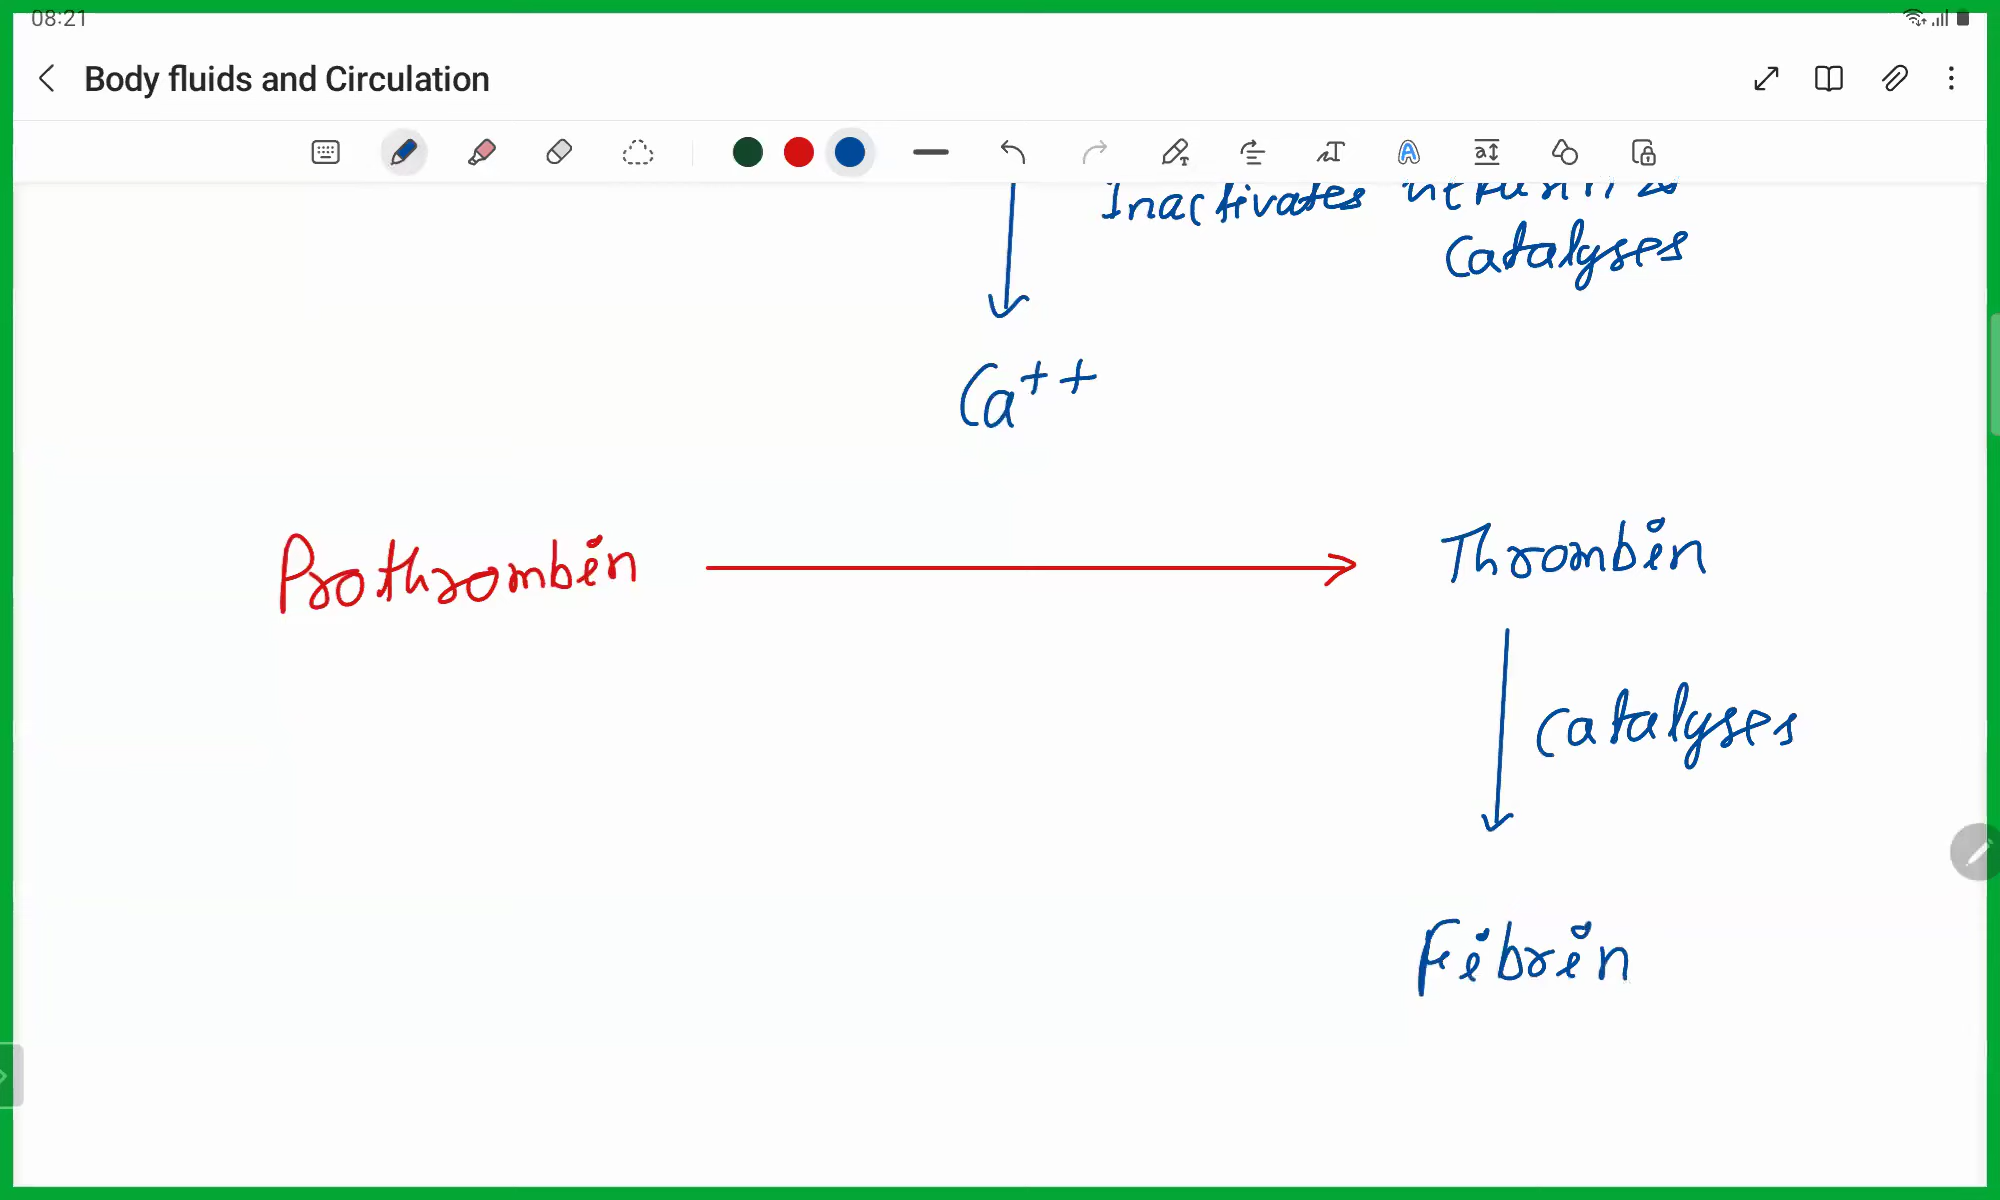 08:21
Body fluids and Circulation
Inactivates
Catalyses
Ca++
Prothrombin
Thrombin
Catalyses
Fibrin